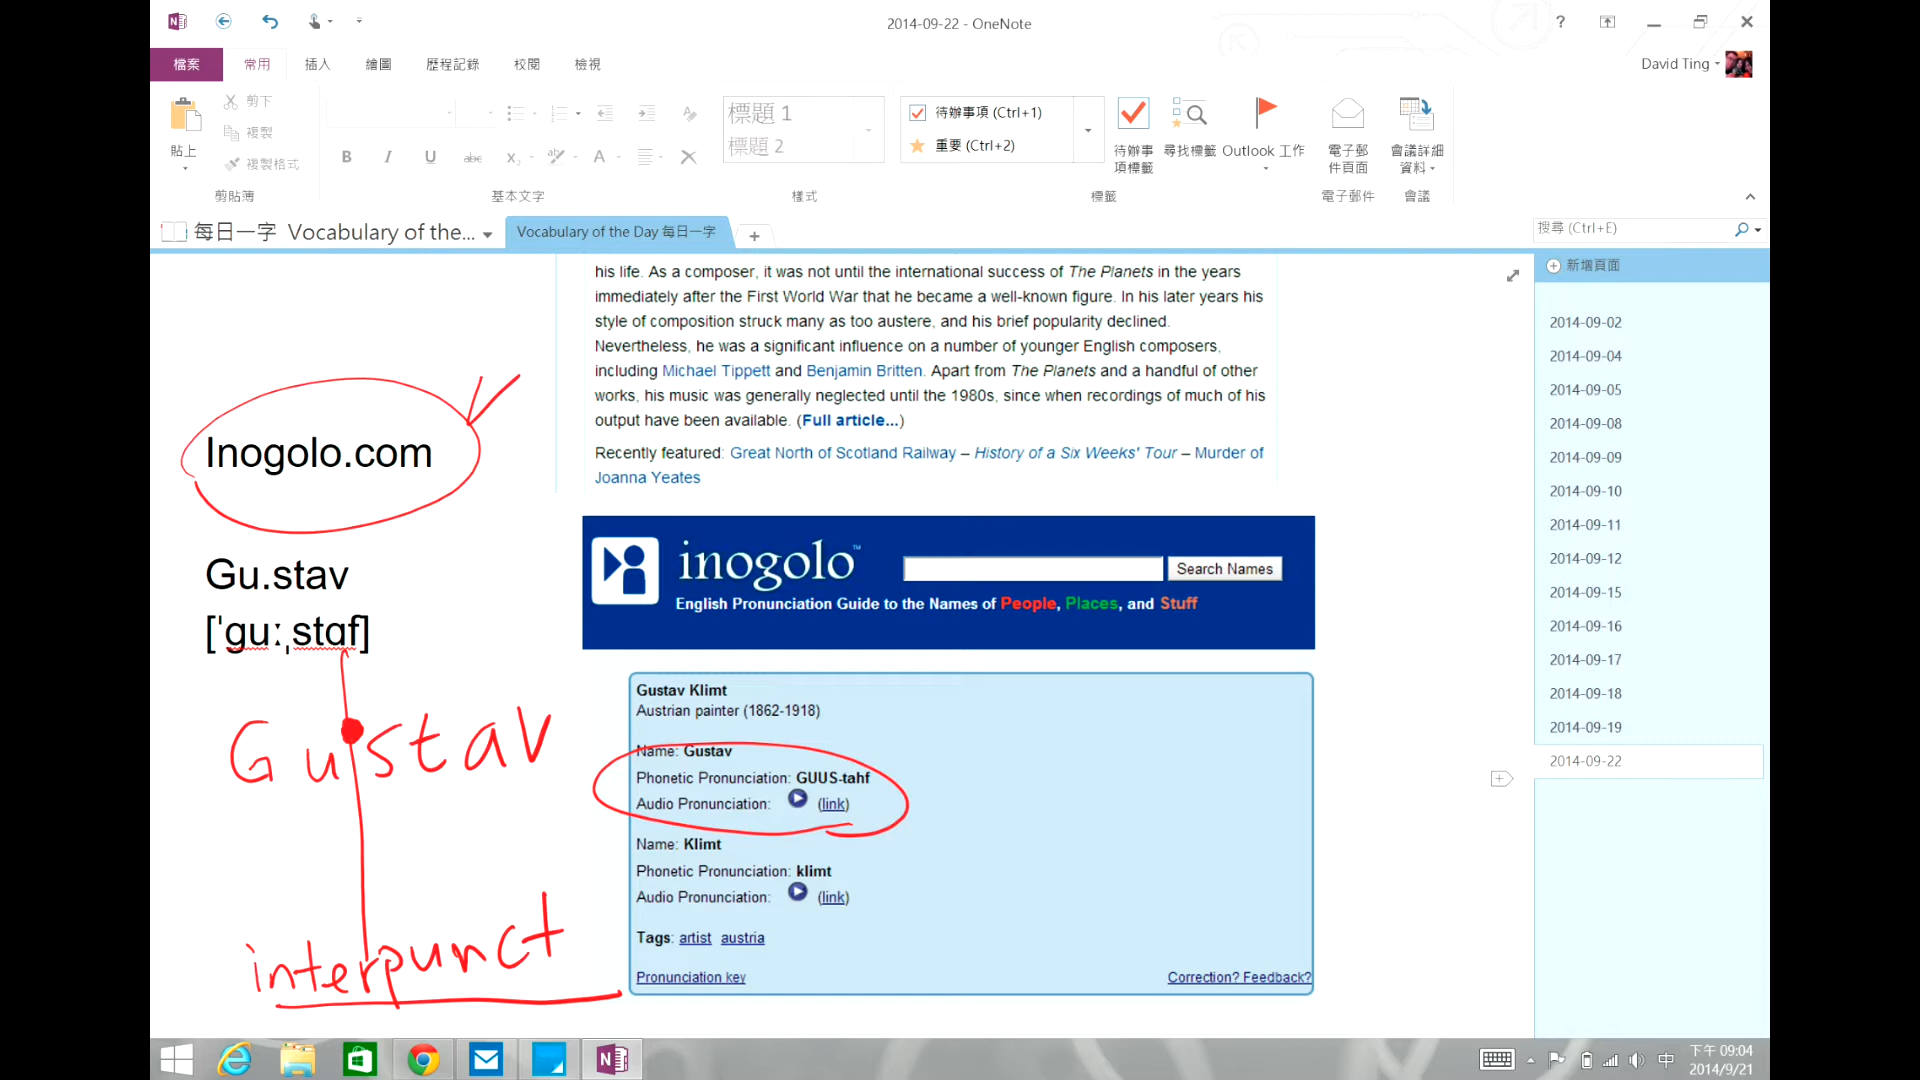 2014-09-22 - OneNote
?
檔案 常用 插入 繪圖 歷程記錄 校閱 檢視
David Ting
貼上
剪下
複製
複製格式
剪貼簿
B I U abc X₂ A
基本文字
標題 1
標題 2
樣式
待辦事項 (Ctrl+1)
重要 (Ctrl+2)
待辦事項標籤
尋找標籤
Outlook 工作
標籤
電子郵件頁面
電子郵件
會議詳細資料
會議
每日一字 Vocabulary of the...
Vocabulary of the Day 每日一字
搜尋 (Ctrl+E)
his life. As a composer, it was not until the international success of The Planets in the years
immediately after the First World War that he became a well-known figure. In his later years his
style of composition struck many as too austere, and his brief popularity declined.
Nevertheless, he was a significant influence on a number of younger English composers,
including Michael Tippett and Benjamin Britten. Apart from The Planets and a handful of other
works, his music was generally neglected until the 1980s, since when recordings of much of his
output have been available. (Full article...)
Recently featured: Great North of Scotland Railway – History of a Six Weeks' Tour – Murder of
Joanna Yeates
Inogolo.com
Gu.stav
[ˈguːˌstɑf]
Gu·stav
interpunct
inogolo™
Search Names
English Pronunciation Guide to the Names of People, Places, and Stuff
Gustav Klimt
Austrian painter (1862-1918)
Name: Gustav
Phonetic Pronunciation: GUUS-tahf
Audio Pronunciation: (link)
Name: Klimt
Phonetic Pronunciation: klimt
Audio Pronunciation: (link)
Tags: artist austria
Pronunciation key
Correction? Feedback?
新增頁面
2014-09-02
2014-09-04
2014-09-05
2014-09-08
2014-09-09
2014-09-10
2014-09-11
2014-09-12
2014-09-15
2014-09-16
2014-09-17
2014-09-18
2014-09-19
2014-09-22
中
下午 09:04
2014/9/21